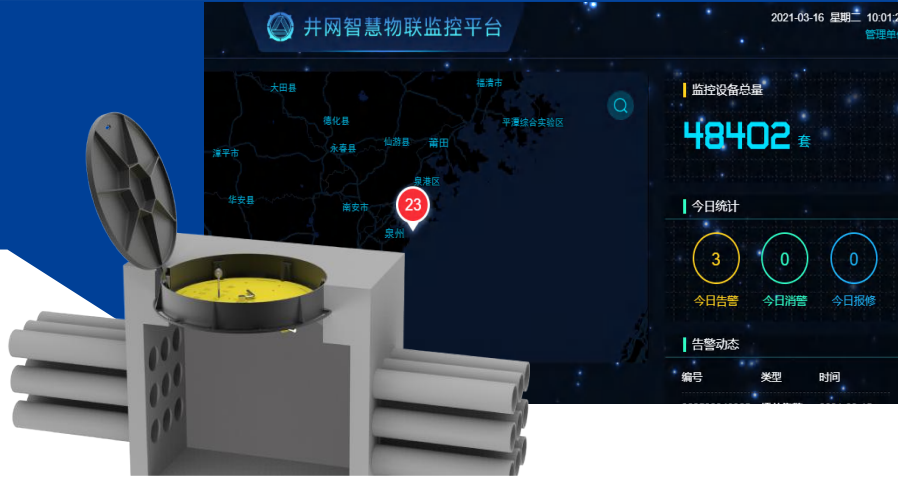 井网智慧物联监控平台
2021-03-16 星期二 10:01:2
管理单
大田县
福清市
德化县
平潭综合实验区
仙游县
莆田
永春县
漳平市
泉港区
华安县
南安市
23
泉州
监控设备总量
48402 套
今日统计
3 0 0
今日告警 今日消警 今日报修
告警动态
编号 类型 时间